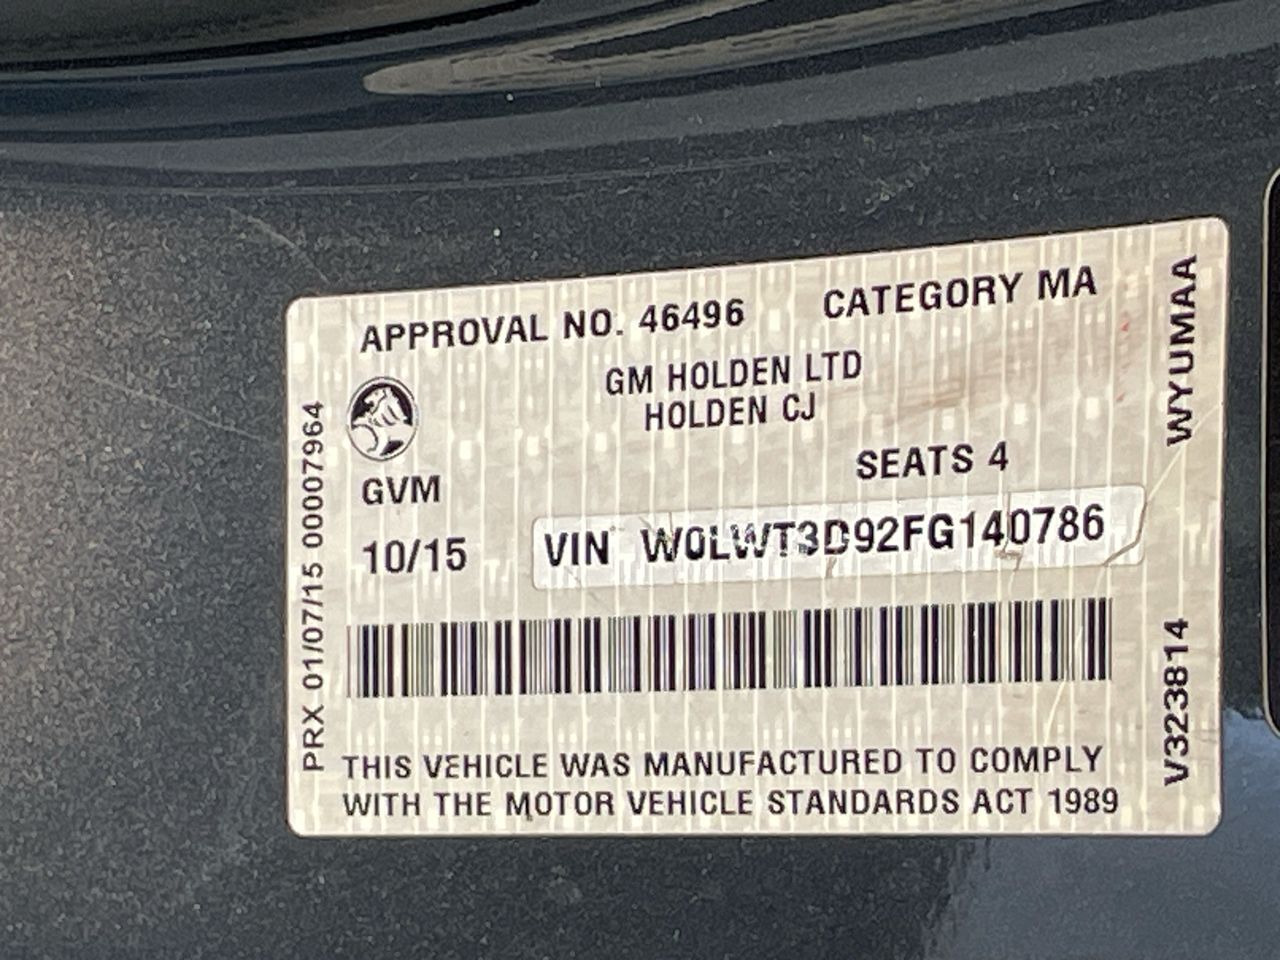 APPROVAL NO. 46496 CATEGORY MA
GM HOLDEN LTD
HOLDEN CJ
SEATS 4
GVM
10/15 VIN W0LWT3D92FG140786
THIS VEHICLE WAS MANUFACTURED TO COMPLY
WITH THE MOTOR VEHICLE STANDARDS ACT 1989
PRX 01/07/15 00007964
WYUMAA
V323814